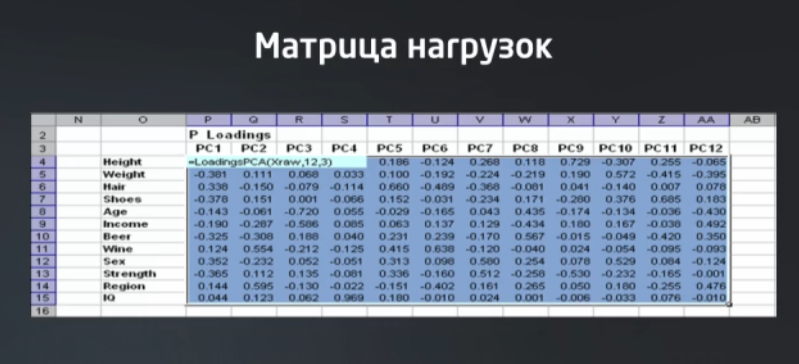 Матрица нагрузок
N O P Q R S T U V W X Y Z AA AB
2 P Loadings
3 PC1 PC2 PC3 PC4 PC5 PC6 PC7 PC8 PC9 PC10 PC11 PC12
4 Height =LoadingsPCA(Xraw,12,3) 0.186 -0.124 0.268 0.118 0.729 -0.307 0.255 -0.065
5 Weight -0.381 0.111 0.068 0.033 0.100 -0.192 -0.224 -0.219 0.190 0.572 -0.415 -0.395
6 Hair 0.338 -0.150 -0.079 -0.114 0.660 -0.489 -0.368 -0.081 0.041 -0.140 0.007 0.078
7 Shoes -0.378 0.151 0.001 -0.066 0.152 -0.031 -0.234 0.171 -0.280 0.376 0.685 0.183
8 Age -0.143 -0.061 -0.720 0.055 -0.029 -0.165 0.043 0.435 -0.174 -0.134 -0.036 -0.430
9 Income -0.190 -0.287 -0.586 0.085 0.063 0.137 0.129 -0.434 0.180 0.167 -0.038 0.492
10 Beer -0.325 -0.308 0.188 0.040 0.231 0.239 -0.170 0.567 -0.015 -0.049 -0.420 0.350
11 Wine 0.124 0.554 -0.212 -0.125 0.415 0.638 -0.120 -0.040 0.024 -0.054 -0.095 -0.093
12 Sex 0.352 -0.232 0.052 -0.051 0.313 0.098 0.580 0.254 0.078 0.529 0.084 -0.124
13 Strength -0.365 0.112 0.135 -0.081 0.336 -0.160 0.512 -0.258 -0.530 -0.232 -0.165 -0.001
14 Region 0.144 0.595 -0.130 -0.022 -0.151 -0.402 0.161 0.265 0.050 0.180 -0.255 0.476
15 IQ 0.044 0.123 0.062 0.969 0.180 -0.010 0.024 0.001 -0.006 -0.033 0.076 -0.010
16